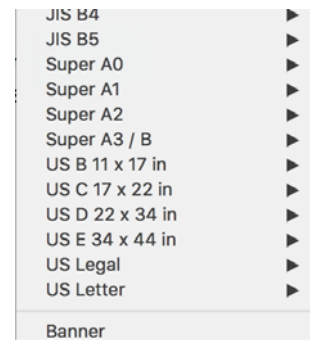 JIS B4
JIS B5
Super A0
Super A1
Super A2
Super A3 / B
US B 11 x 17 in
US C 17 x 22 in
US D 22 x 34 in
US E 34 x 44 in
US Legal
US Letter
Banner